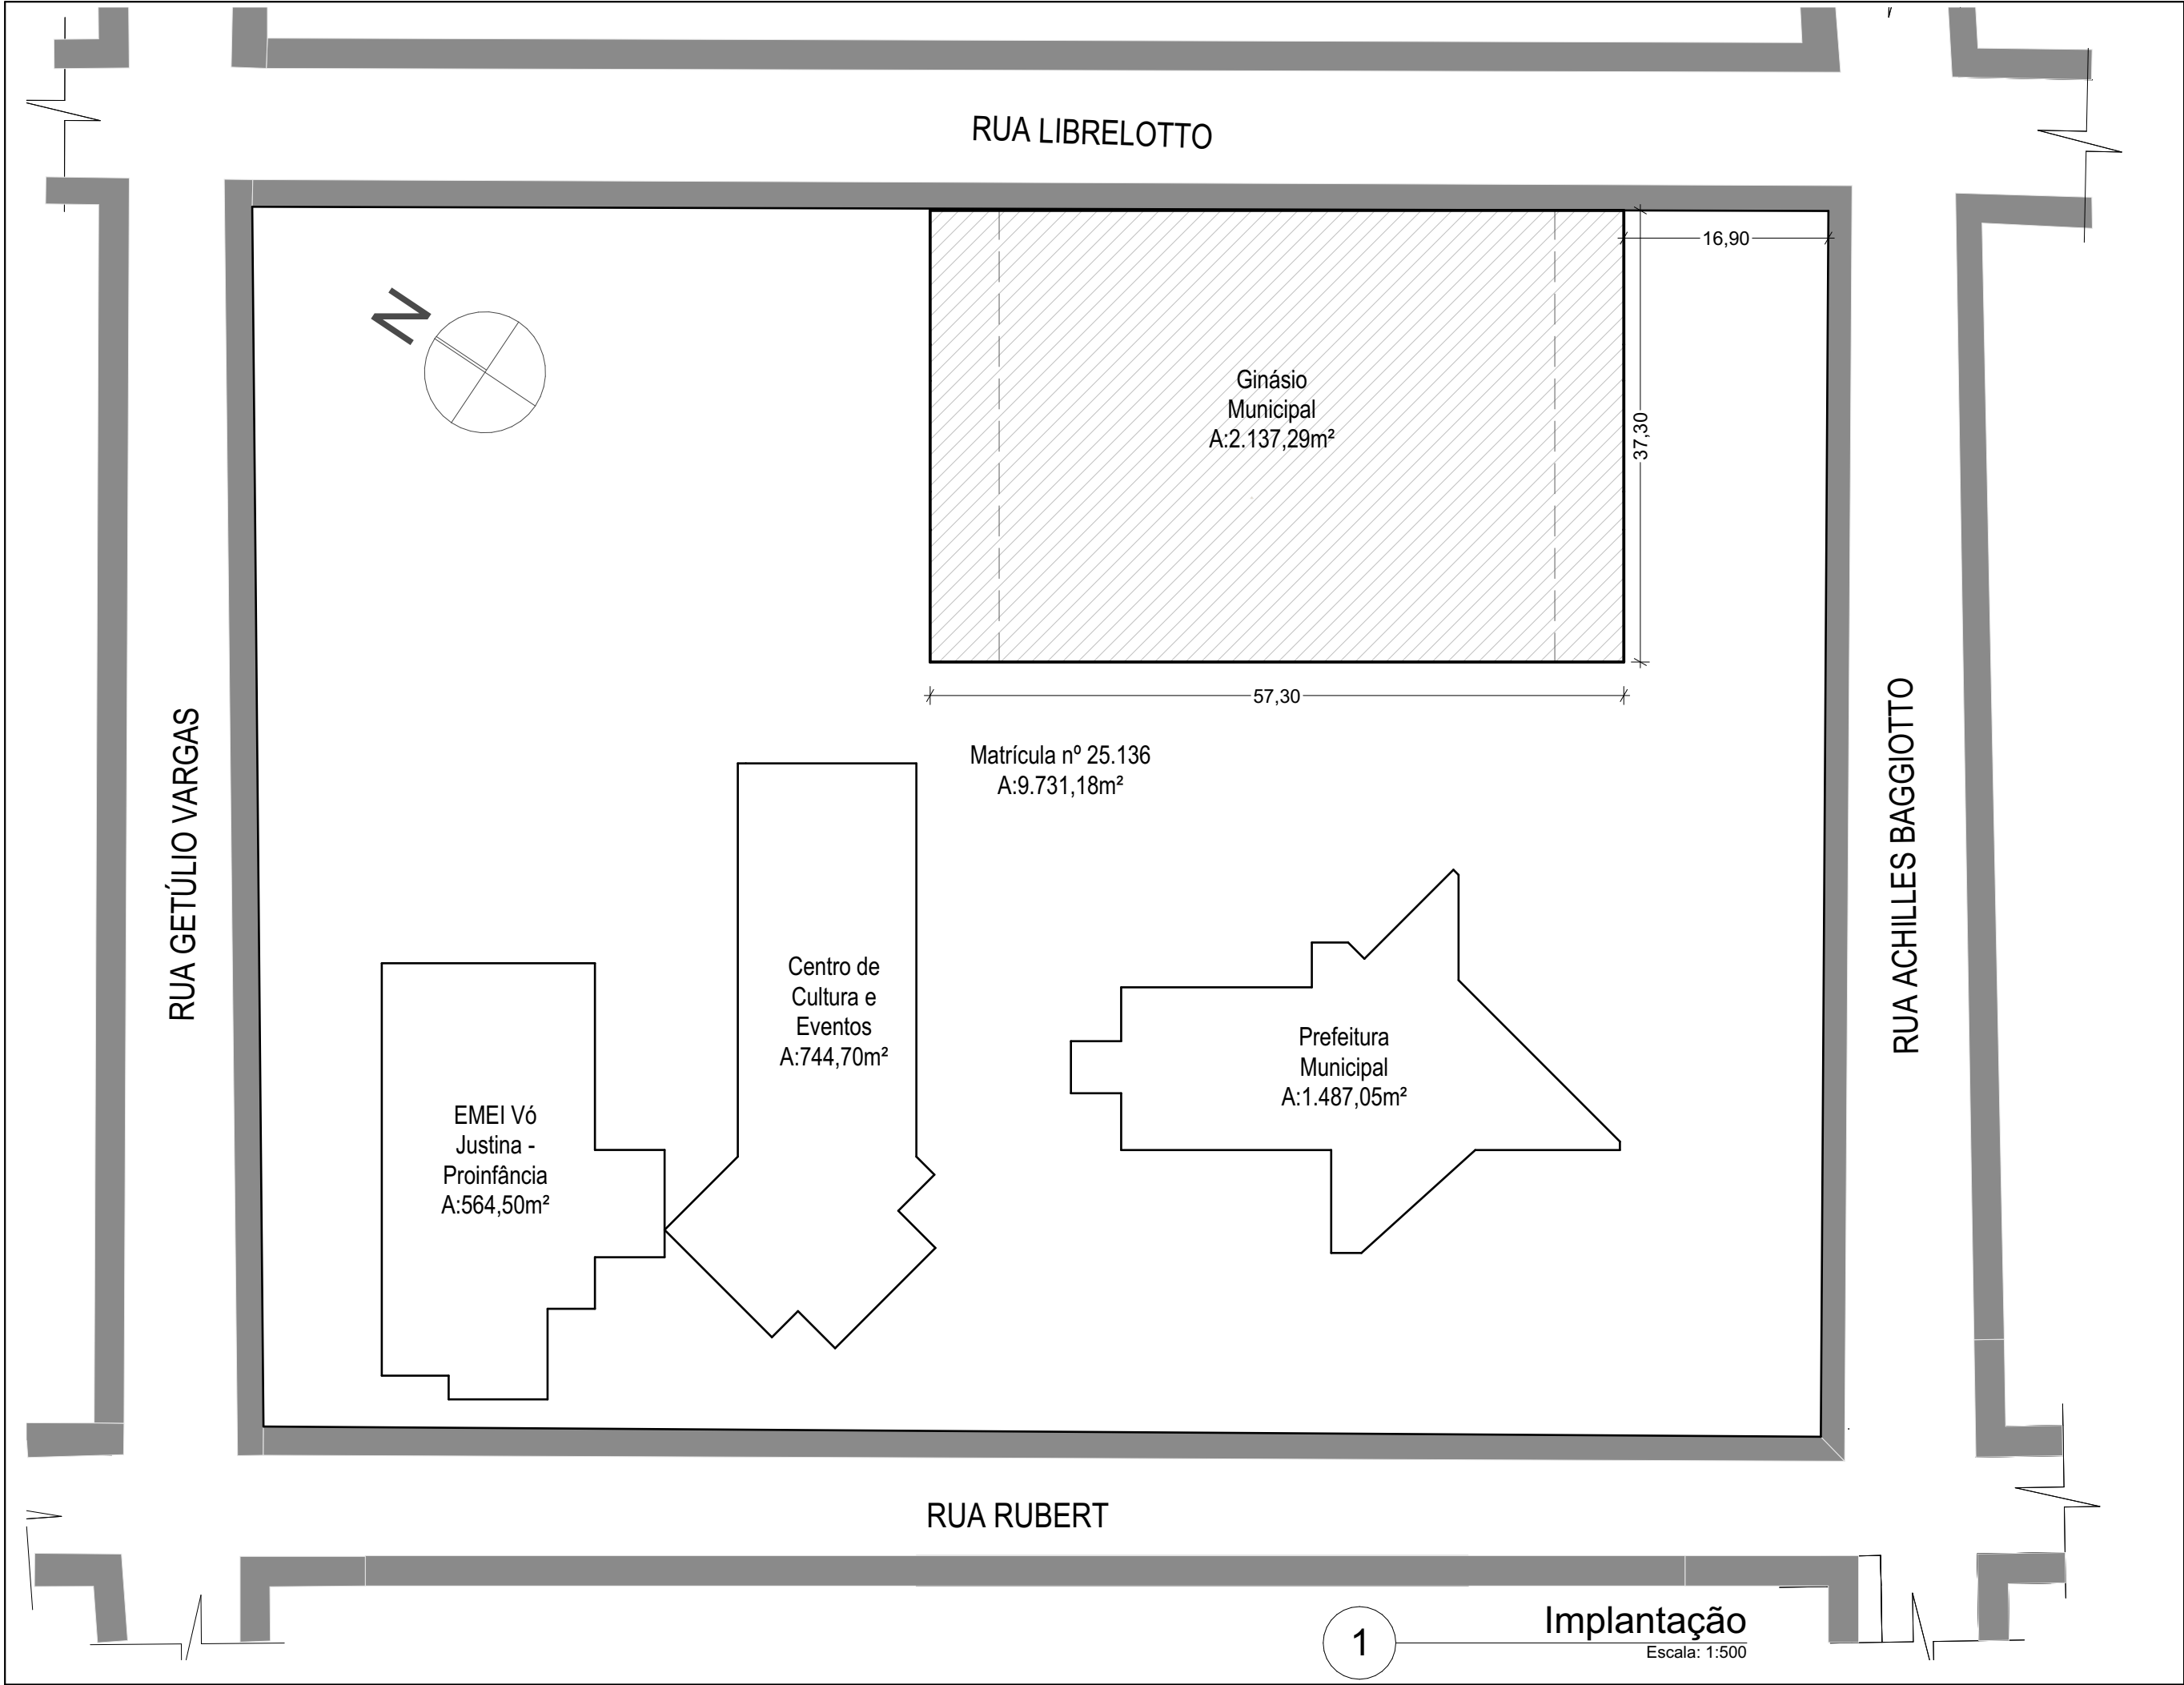 RUA LIBRELOTTO
16,90
N
Ginásio
Municipal
A:2.137,29m²
37,30
57,30
Matrícula nº 25.136
A:9.731,18m²
RUA GETÚLIO VARGAS
RUA ACHILLES BAGGIOTTO
Centro de
Cultura e
Eventos
A:744,70m²
Prefeitura
Municipal
A:1.487,05m²
EMEI Vó
Justina -
Proinfância
A:564,50m²
RUA RUBERT
1
Implantação
Escala: 1:500